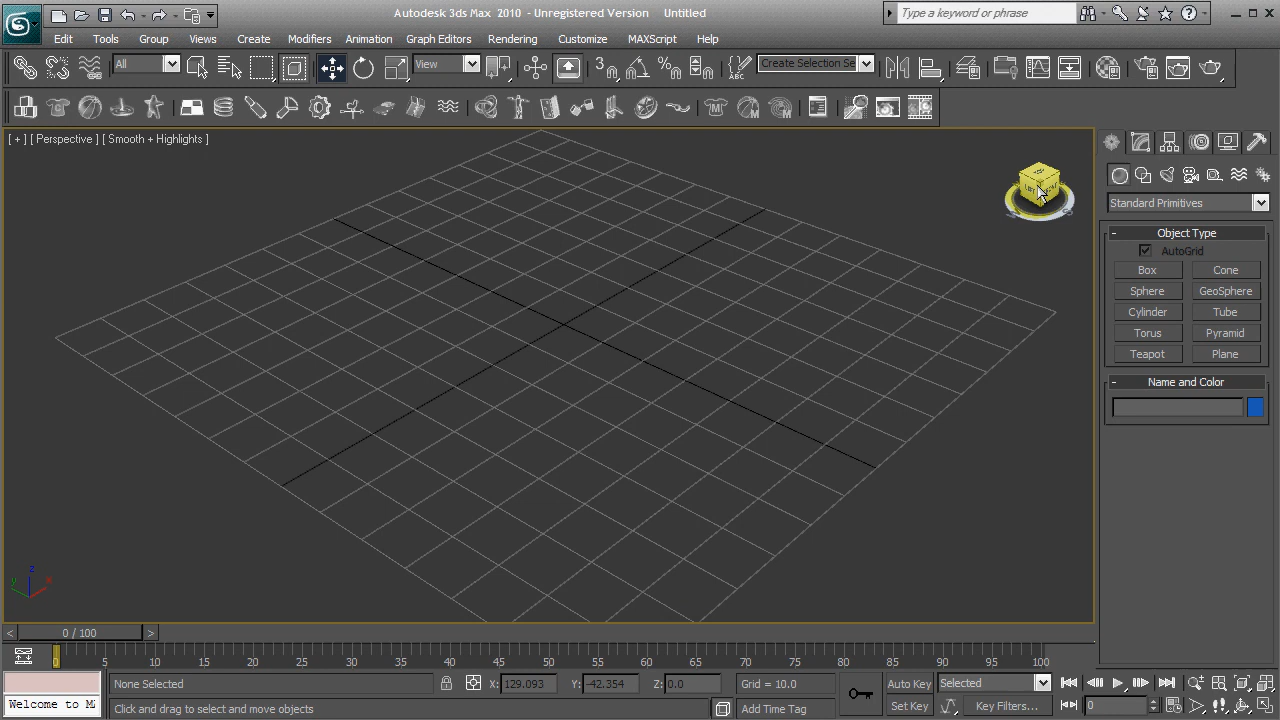 Autodesk 3ds Max 2010 - Unregistered Version Untitled
Type a keyword or phrase
Edit Tools Group Views Create Modifiers Animation Graph Editors Rendering Customize MAXScript Help
All View 3 Create Selection Se
[ + ] [ Perspective ] [ Smooth + Highlights ]
Standard Primitives
- Object Type
AutoGrid
Box Cone
Sphere GeoSphere
Cylinder Tube
Torus Pyramid
Teapot Plane
- Name and Color
z
y x
< 0 / 100 >
0 5 10 15 20 25 30 35 40 45 50 55 60 65 70 75 80 85 90 95 100
None Selected X: 129.093 Y: -42.354 Z: 0.0 Grid = 10.0 Auto Key Selected
Welcome to M Click and drag to select and move objects Add Time Tag Set Key Key Filters... 0